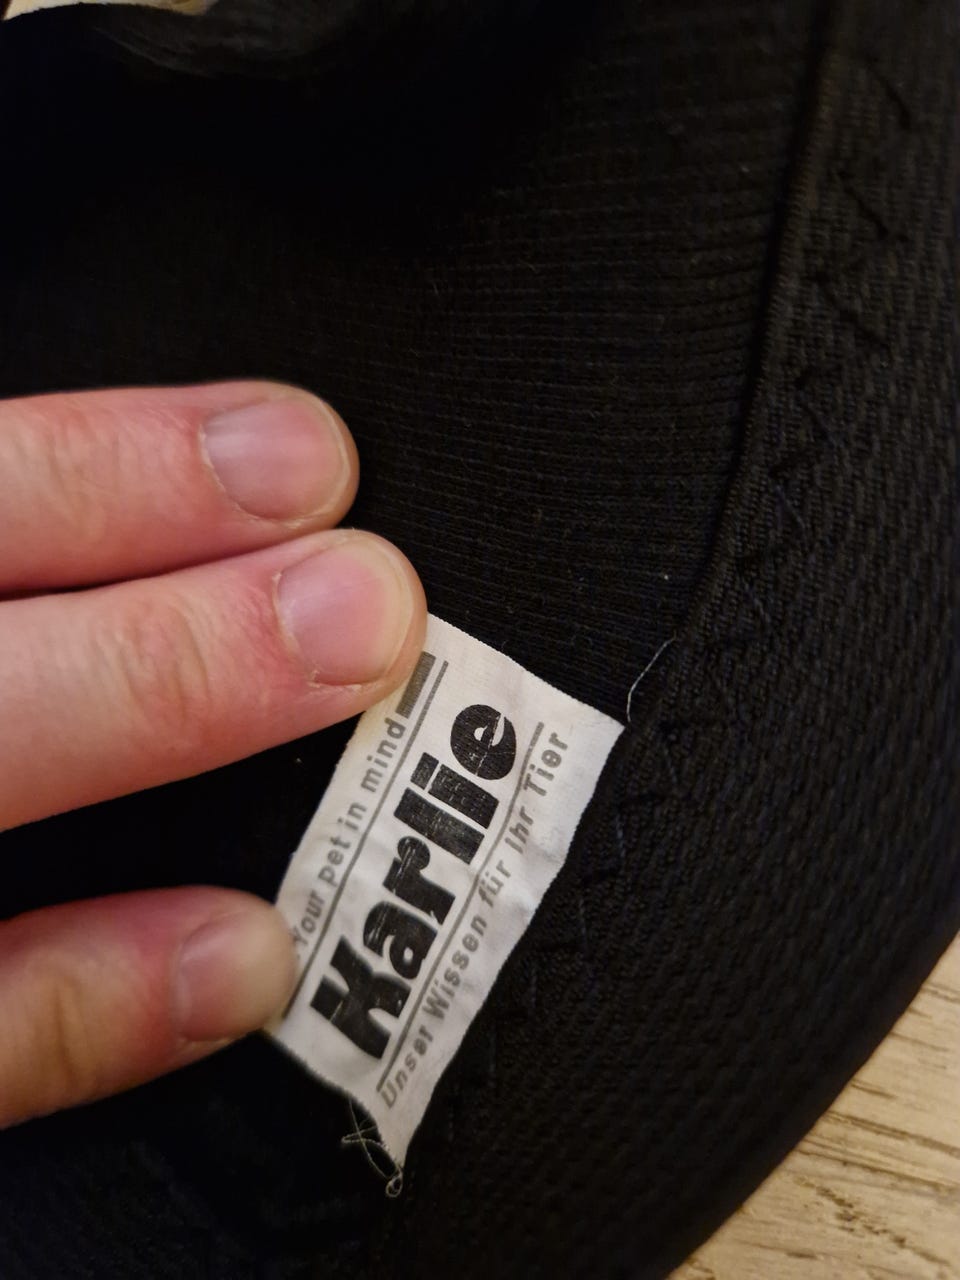 Your pet in mind
Karlie
Unser Wissen für Ihr Tier